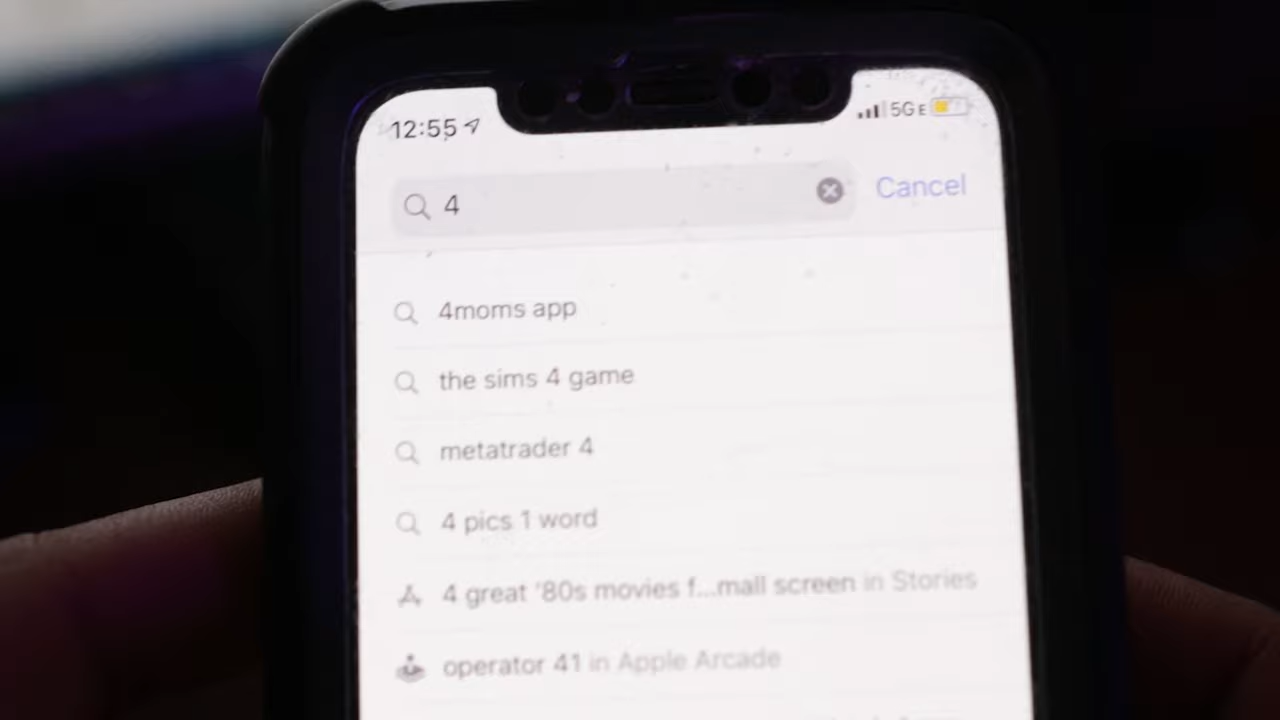 12:55
5GE
4
Cancel
4moms app
the sims 4 game
metatrader 4
4 pics 1 word
4 great '80s movies f...mall screen in Stories
operator 41 in Apple Arcade